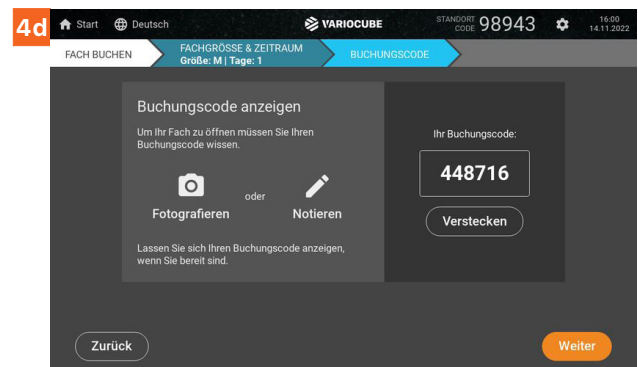 4d
Start Deutsch VARIOCUBE STANDORT CODE 98943 16:00 14.11.2022
FACH BUCHEN
FACHGRÖSSE & ZEITRAUM
Größe: M | Tage: 1
BUCHUNGSCODE
Buchungscode anzeigen
Um Ihr Fach zu öffnen müssen Sie Ihren
Buchungscode wissen.
Fotografieren oder Notieren
Lassen Sie sich Ihren Buchungscode anzeigen,
wenn Sie bereit sind.
Ihr Buchungscode:
448716
Verstecken
Zurück
Weiter